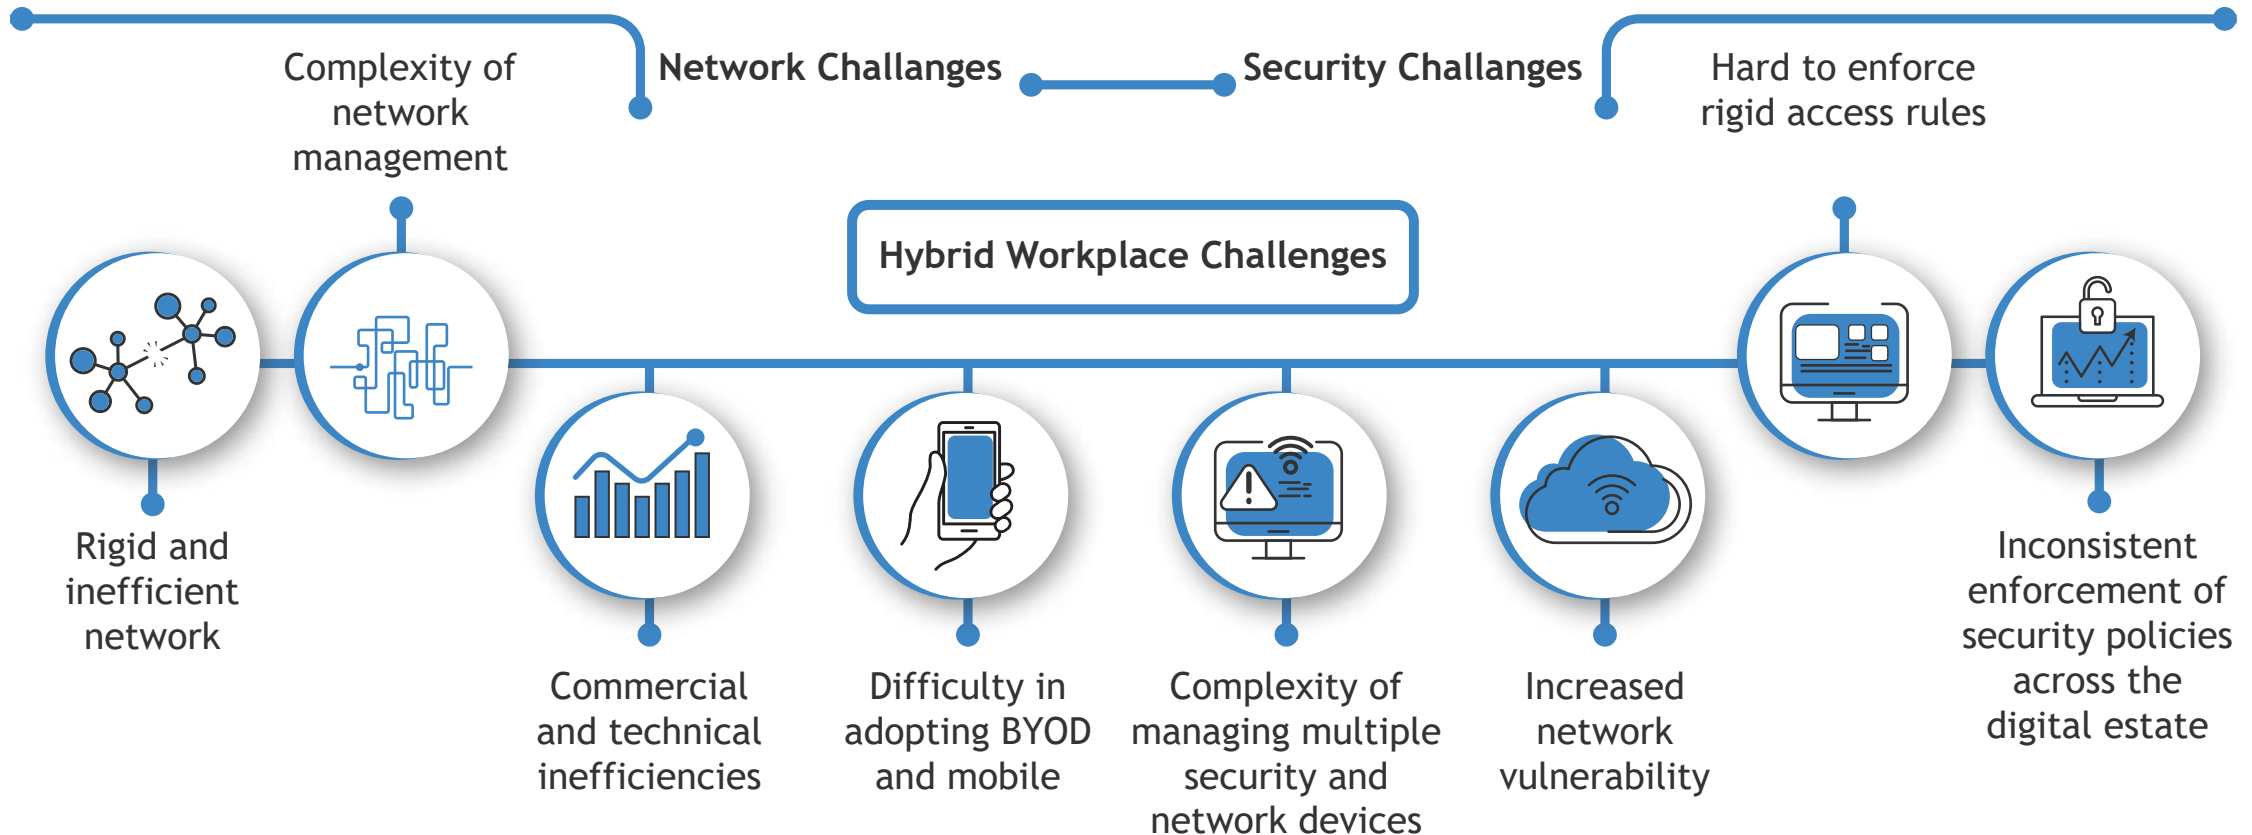 Complexity of
network
management
Network Challanges
Security Challanges
Hard to enforce
rigid access rules
Hybrid Workplace Challenges
Rigid and
inefficient
network
Commercial
and technical
inefficiencies
Difficulty in
adopting BYOD
and mobile
Complexity of
managing multiple
security and
network devices
Increased
network
vulnerability
Inconsistent
enforcement of
security policies
across the
digital estate